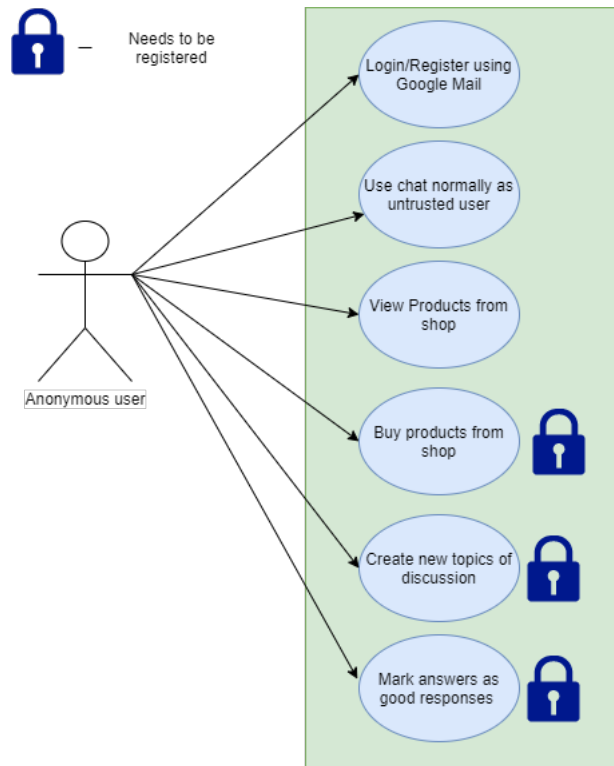 Needs to be
registered
Login/Register using
Google Mail
Use chat normally as
untrusted user
View Products from
shop
Anonymous user
Buy products from
shop
Create new topics of
discussion
Mark answers as
good responses